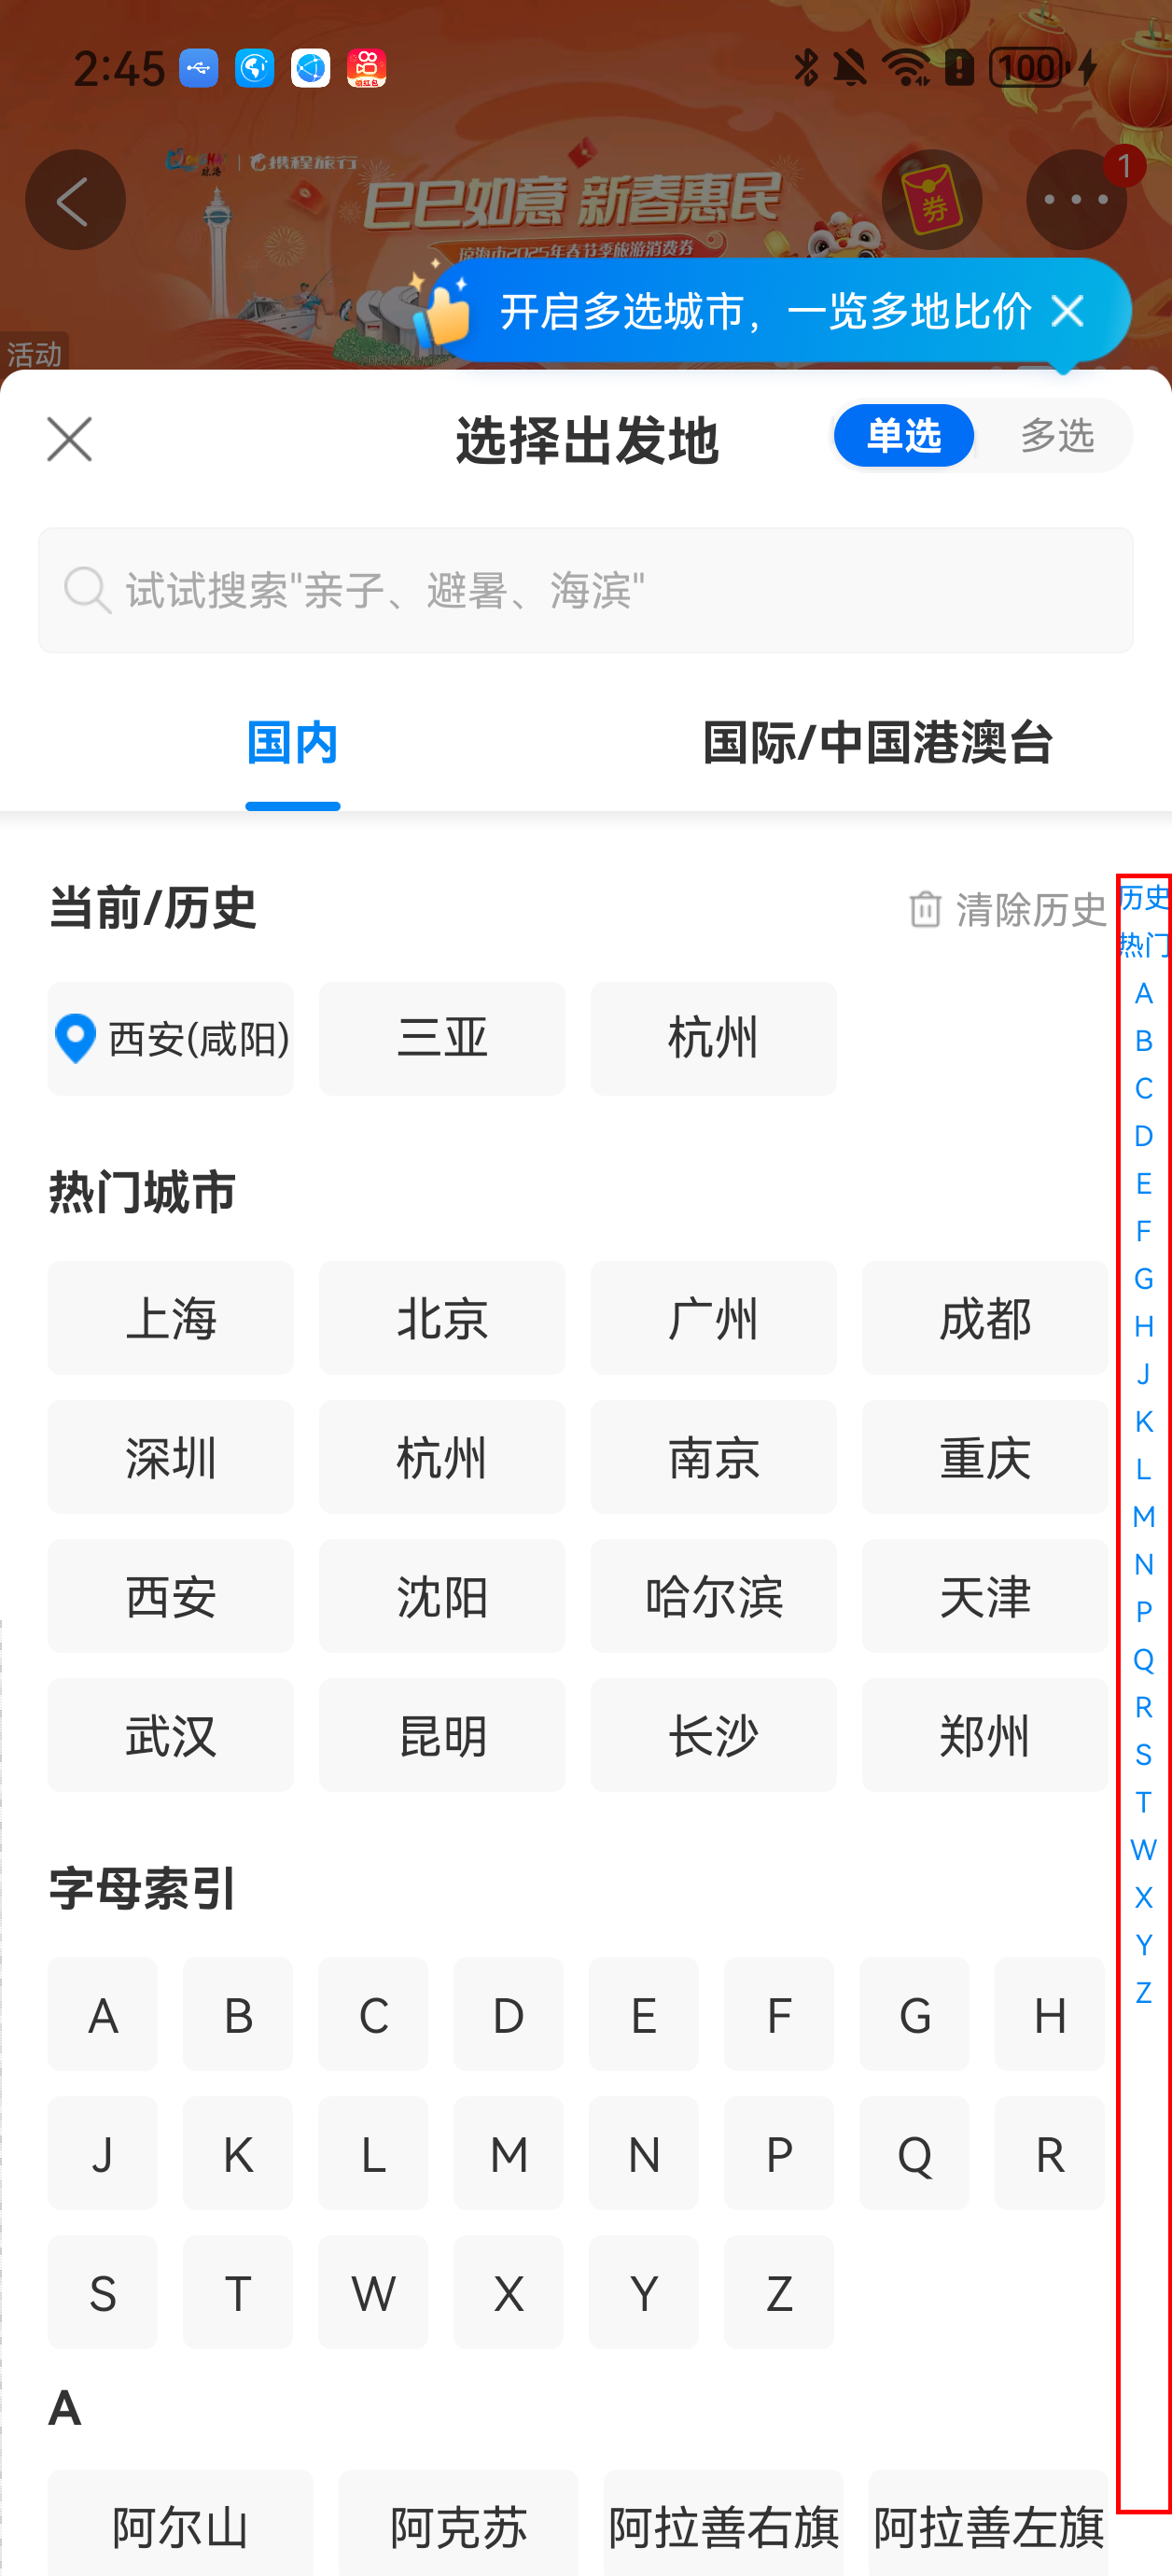 2:45
100
携程旅行
巳巳如意 新春惠民
琼海市2025年春节季旅游消费券
券
1
活动
开启多选城市，一览多地比价
选择出发地
单选
多选
试试搜索"亲子、避暑、海滨"
国内
国际/中国港澳台
当前/历史
清除历史
西安(咸阳)
三亚
杭州
热门城市
上海
北京
广州
成都
深圳
杭州
南京
重庆
西安
沈阳
哈尔滨
天津
武汉
昆明
长沙
郑州
字母索引
A
B
C
D
E
F
G
H
J
K
L
M
N
P
Q
R
S
T
W
X
Y
Z
A
阿尔山
阿克苏
阿拉善右旗
阿拉善左旗
历史
热门
A
B
C
D
E
F
G
H
J
K
L
M
N
P
Q
R
S
T
W
X
Y
Z